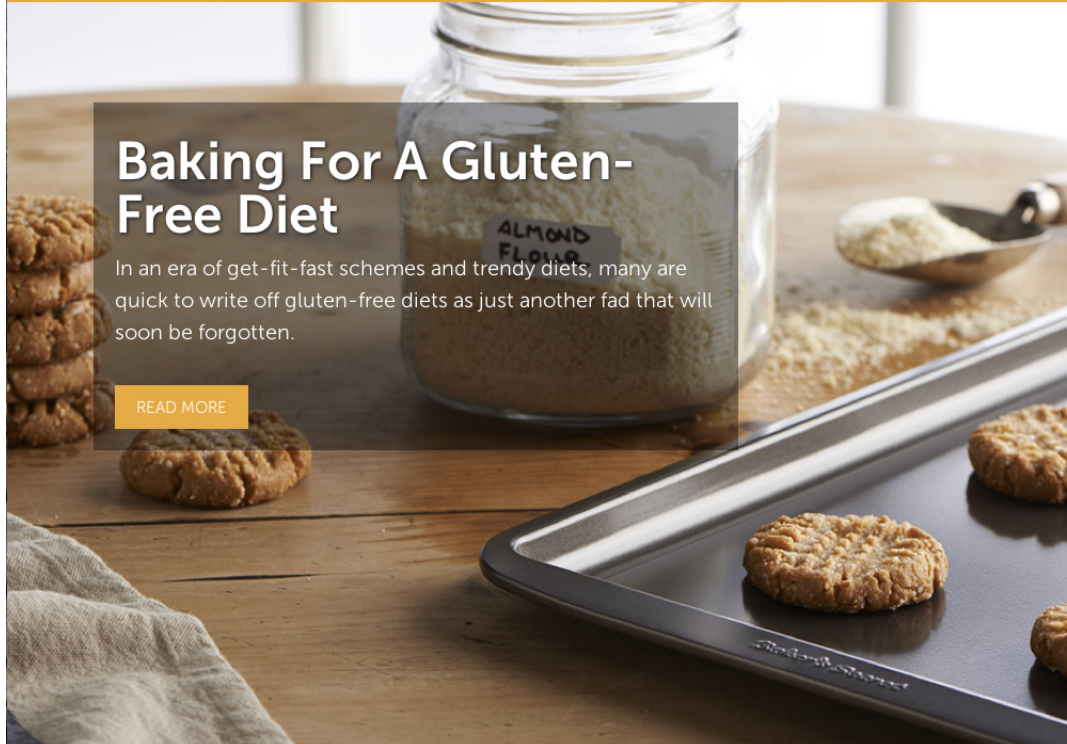 Baking For A Gluten-
Free Diet
ALMOND
FLOUR
In an era of get-fit-fast schemes and trendy diets, many are
quick to write off gluten-free diets as just another fad that will
soon be forgotten.
READ MORE
Baker's Secret